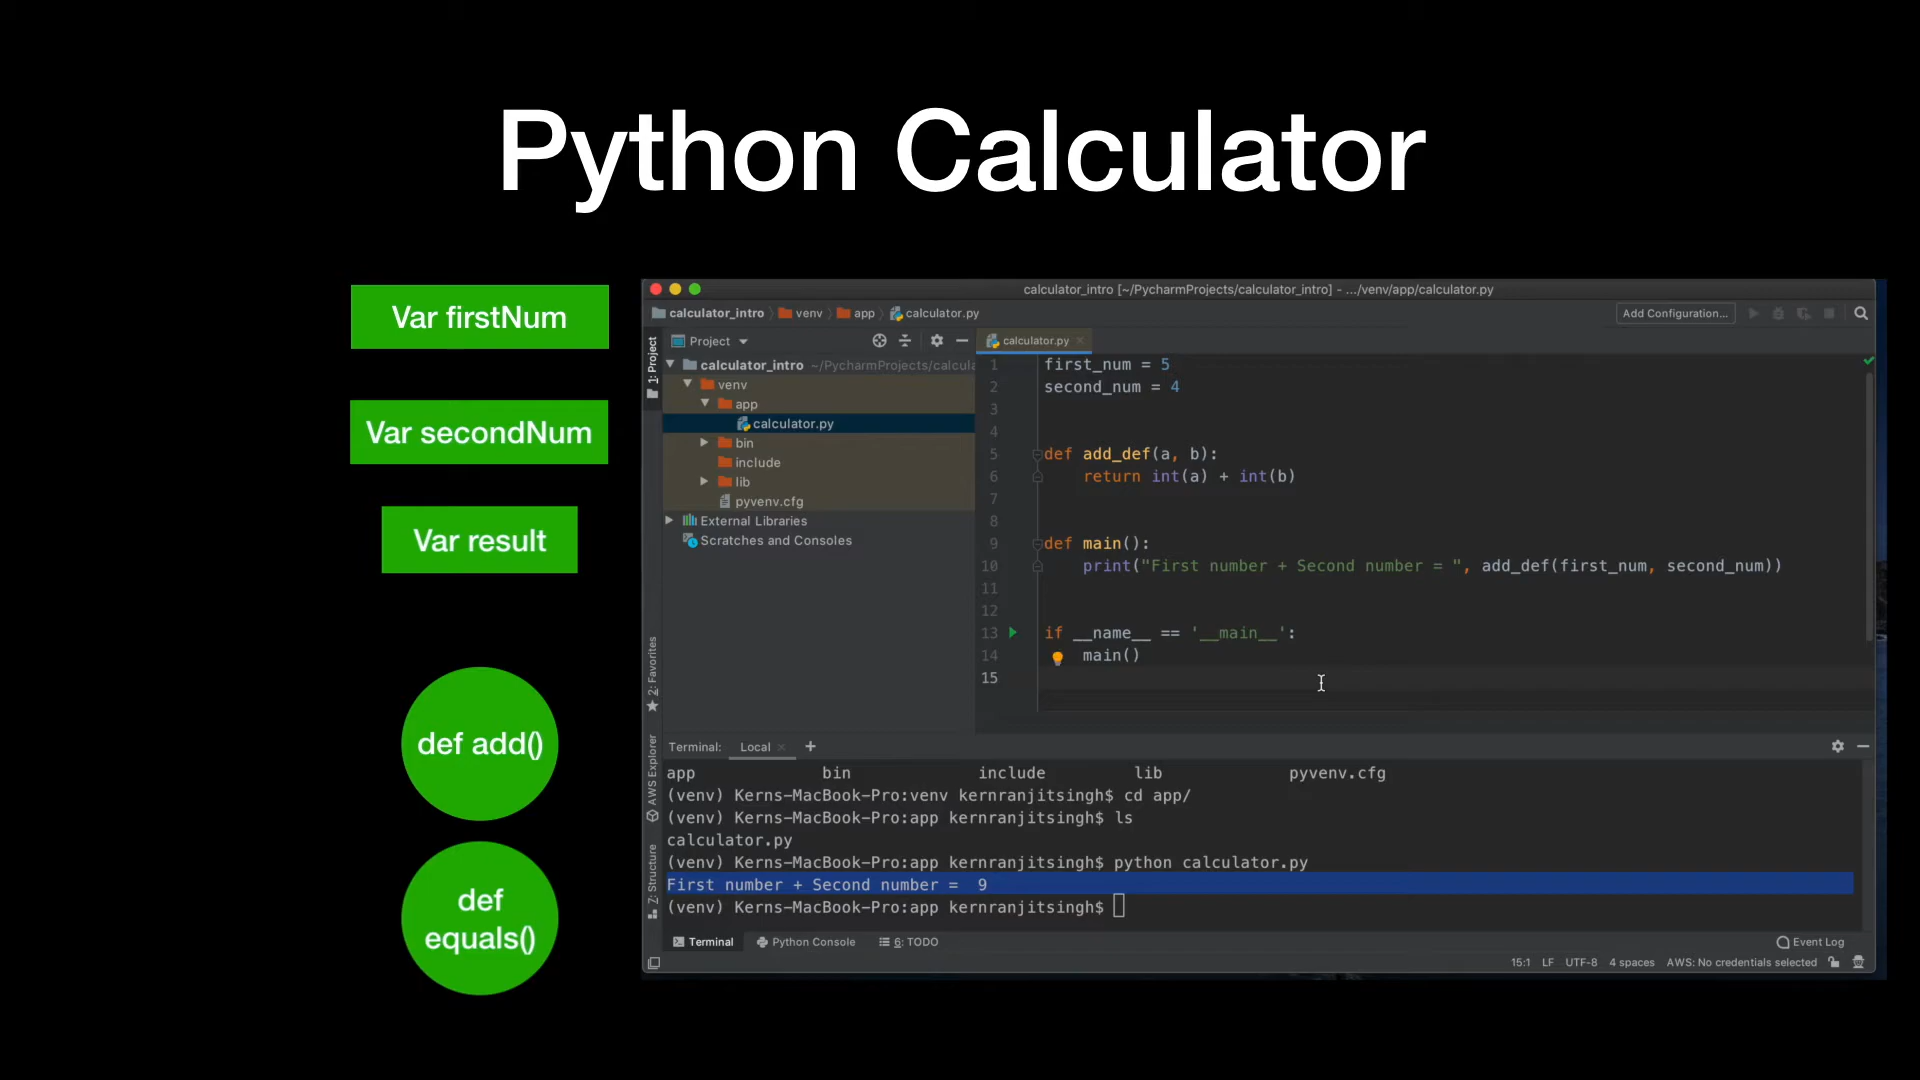 Python Calculator
Var firstNum
Var secondNum
Var result
def add()
def
equals()
calculator_intro [~/PycharmProjects/calculator_intro] - .../venv/app/calculator.py
calculator_intro venv app calculator.py
Add Configuration...
1: Project
2: Favorites
AWS Explorer
Z: Structure
Project
calculator_intro ~/PycharmProjects/calcula
venv
app
calculator.py
bin
include
lib
pyvenv.cfg
External Libraries
Scratches and Consoles
calculator.py
1 first_num = 5
2 second_num = 4
3
4
5 def add_def(a, b):
6 return int(a) + int(b)
7
8
9 def main():
10 print("First number + Second number = ", add_def(first_num, second_num))
11
12
13 if __name__ == '__main__':
14 main()
15
Terminal: Local +
app bin include lib pyvenv.cfg
(venv) Kerns-MacBook-Pro:venv kernranjitsingh$ cd app/
(venv) Kerns-MacBook-Pro:app kernranjitsingh$ ls
calculator.py
(venv) Kerns-MacBook-Pro:app kernranjitsingh$ python calculator.py
First number + Second number =  9
(venv) Kerns-MacBook-Pro:app kernranjitsingh$
Terminal Python Console 6: TODO
Event Log
15:1 LF UTF-8 4 spaces AWS: No credentials selected